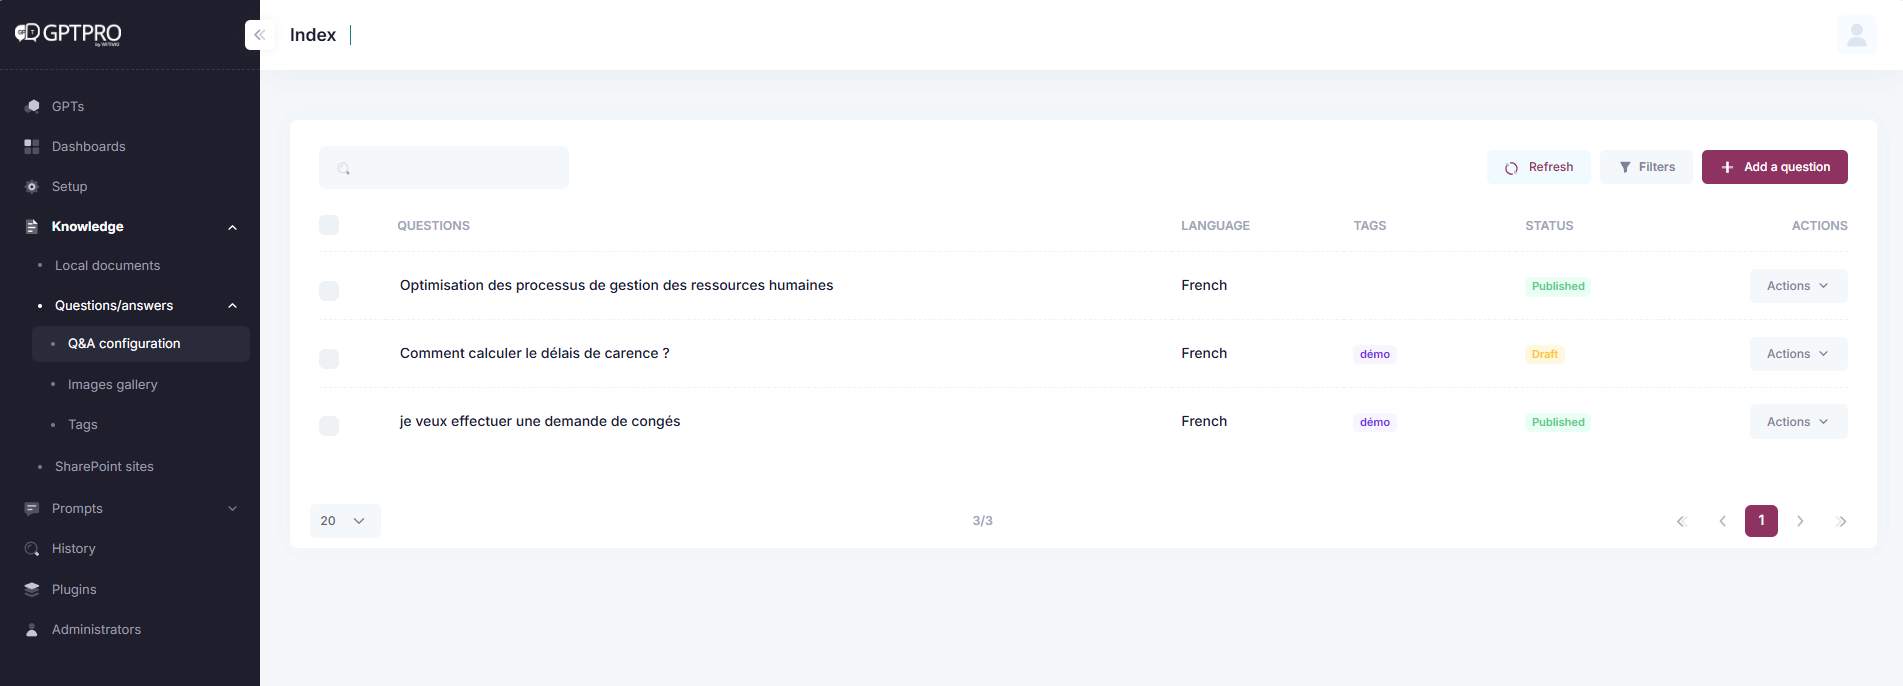 GPTPRO
by WITIVIO
Index
GPTs
Dashboards
Setup
Knowledge
Local documents
Questions/answers
Q&A configuration
Images gallery
Tags
SharePoint sites
Prompts
History
Plugins
Administrators
Refresh
Filters
+ Add a question
QUESTIONS LANGUAGE TAGS STATUS ACTIONS
Optimisation des processus de gestion des ressources humaines French Published Actions
Comment calculer le délais de carence ? French démo Draft Actions
je veux effectuer une demande de congés French démo Published Actions
20 3/3 1